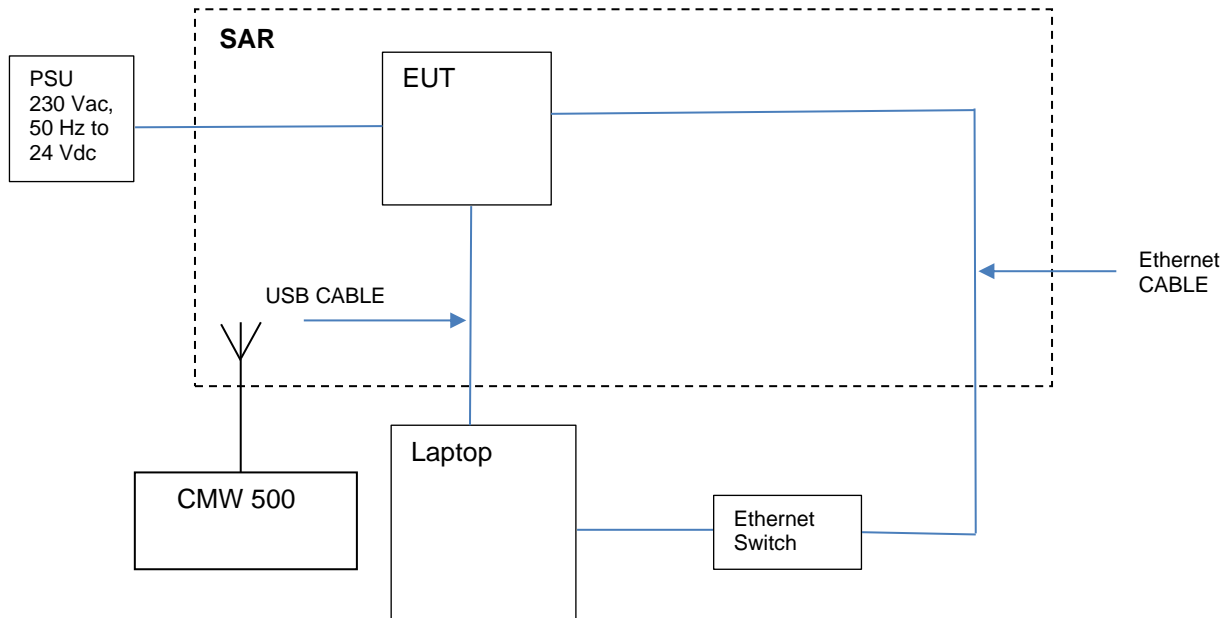 SAR
PSU
230 Vac,
50 Hz to
24 Vdc
EUT
Ethernet
CABLE
USB CABLE
Laptop
CMW 500
Ethernet
Switch